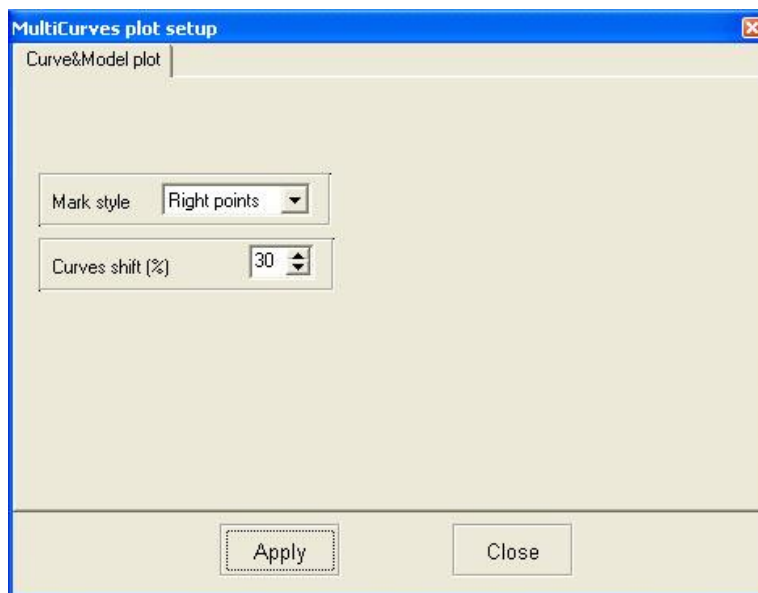 MultiCurves plot setup
Curve&Model plot
Mark style Right points
Curves shift (%) 30
Apply Close